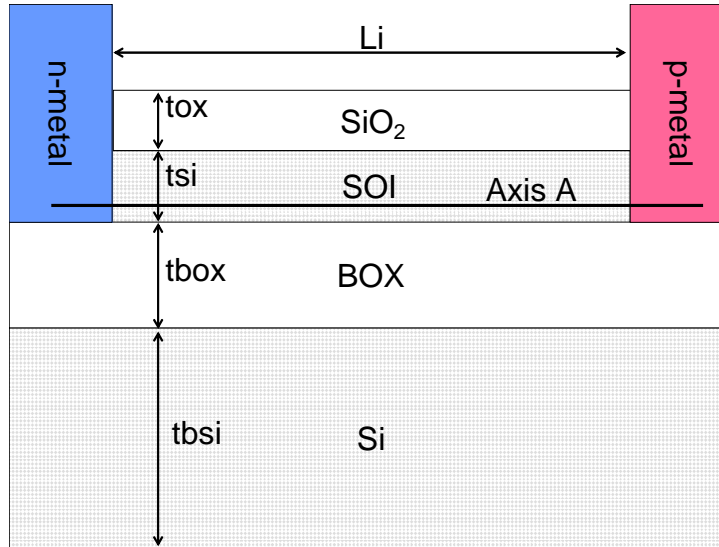 Li
n-metal
p-metal
tox
SiO₂
tsi
SOI
Axis A
tbox
BOX
tbsi
Si